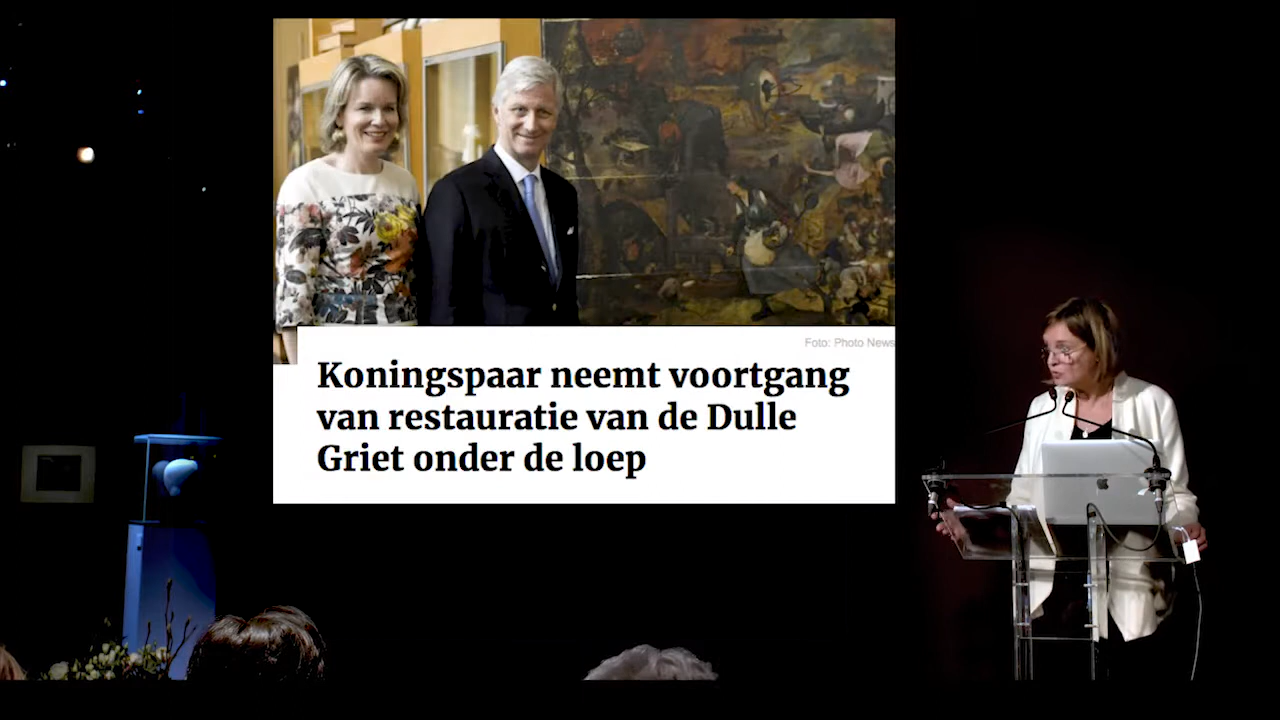 Foto: Photo News
Koningspaar neemt voortgang
van restauratie van de Dulle
Griet onder de loep